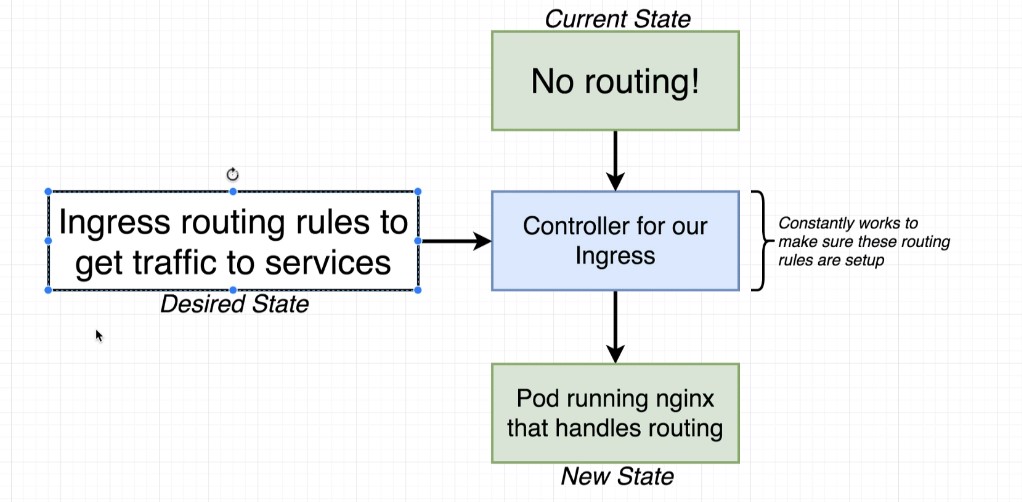 Current State
No routing!
Ingress routing rules to
get traffic to services
Desired State
Controller for our
Ingress
Constantly works to
make sure these routing
rules are setup
Pod running nginx
that handles routing
New State